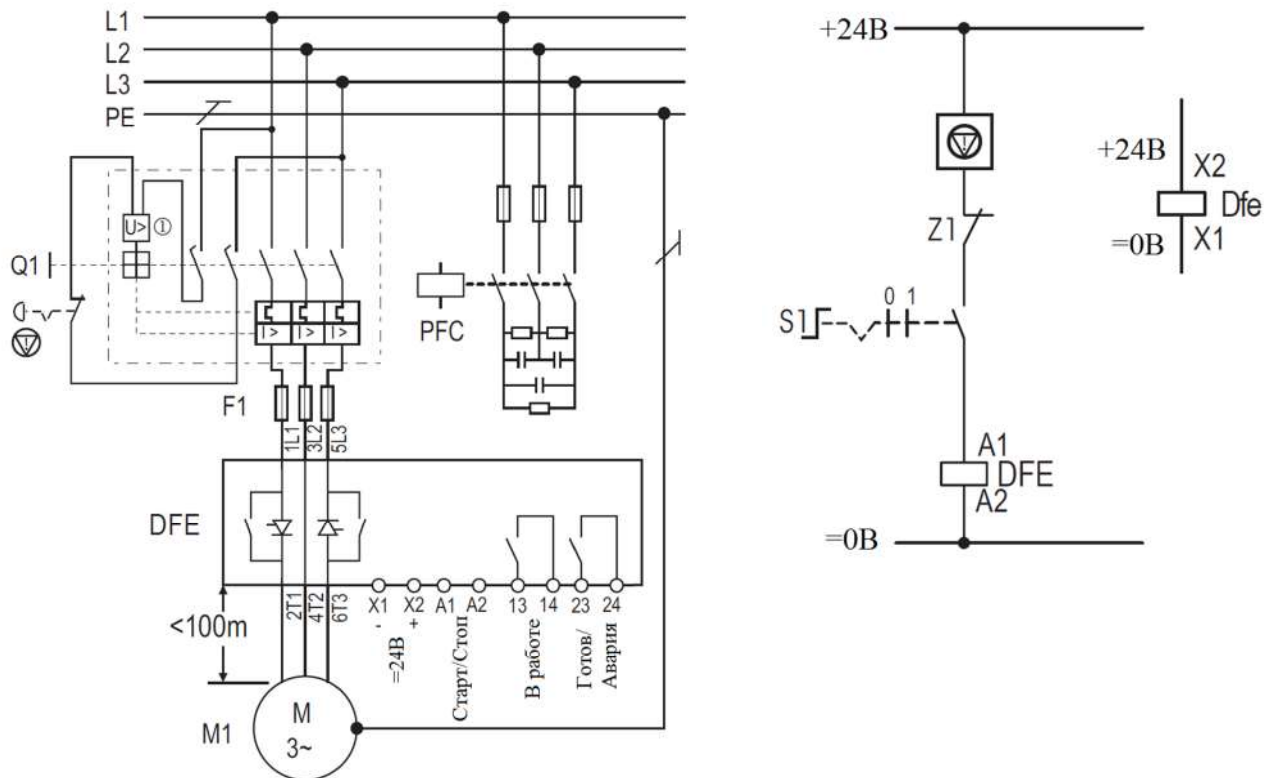 L1
L2
L3
PE
U>
①
Q1
I> I> I>
F1
PFC
1L1
3L2
5L3
DFE
<100m
2T1
4T2
6T3
X1 X2 A1 A2 13 14 23 24
- +
=24В
Старт/Стоп
В работе
Готов/
Авария
M1
M
3~
+24В
Z1
S1
0 1
A1
DFE
A2
=0В
+24В
X2
Dfe
X1
=0В